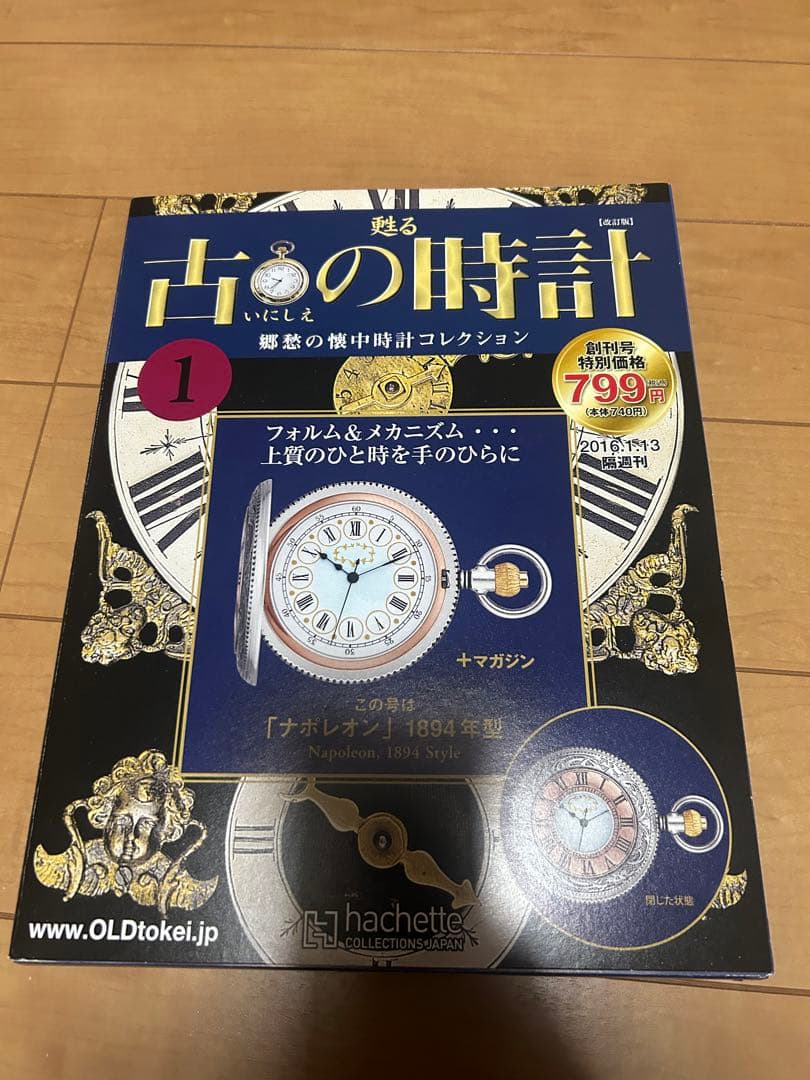 甦る
【改訂版】
古の時計
いにしえ
郷愁の懐中時計コレクション
1
創刊号
特別価格
799円
(本体740円)
2016.1.13
隔週刊
フォルム&メカニズム・・・
上質のひと時を手のひらに
+マガジン
この号は
「ナポレオン」1894年型
Napoleon, 1894 Style
閉じた状態
www.OLDtokei.jp
hachette
COLLECTIONS JAPAN